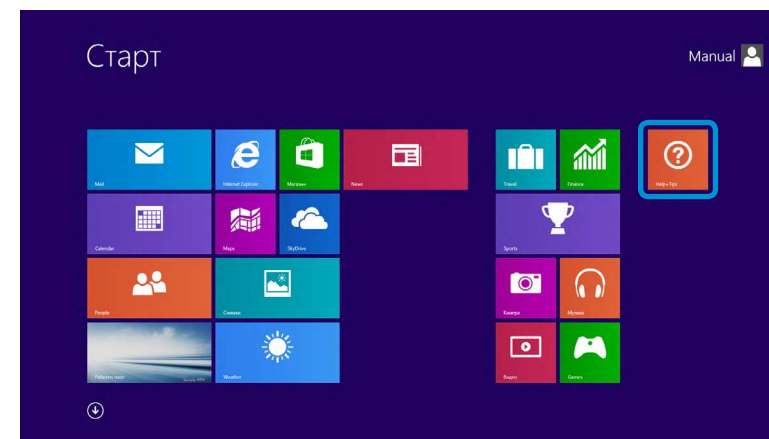 Старт
Manual
Mail
Internet Explorer
Магазин
News
Travel
Finance
Help+Tips
Calendar
Maps
SkyDrive
Sports
People
Снимки
Камера
Музика
Weather
Видео
Games